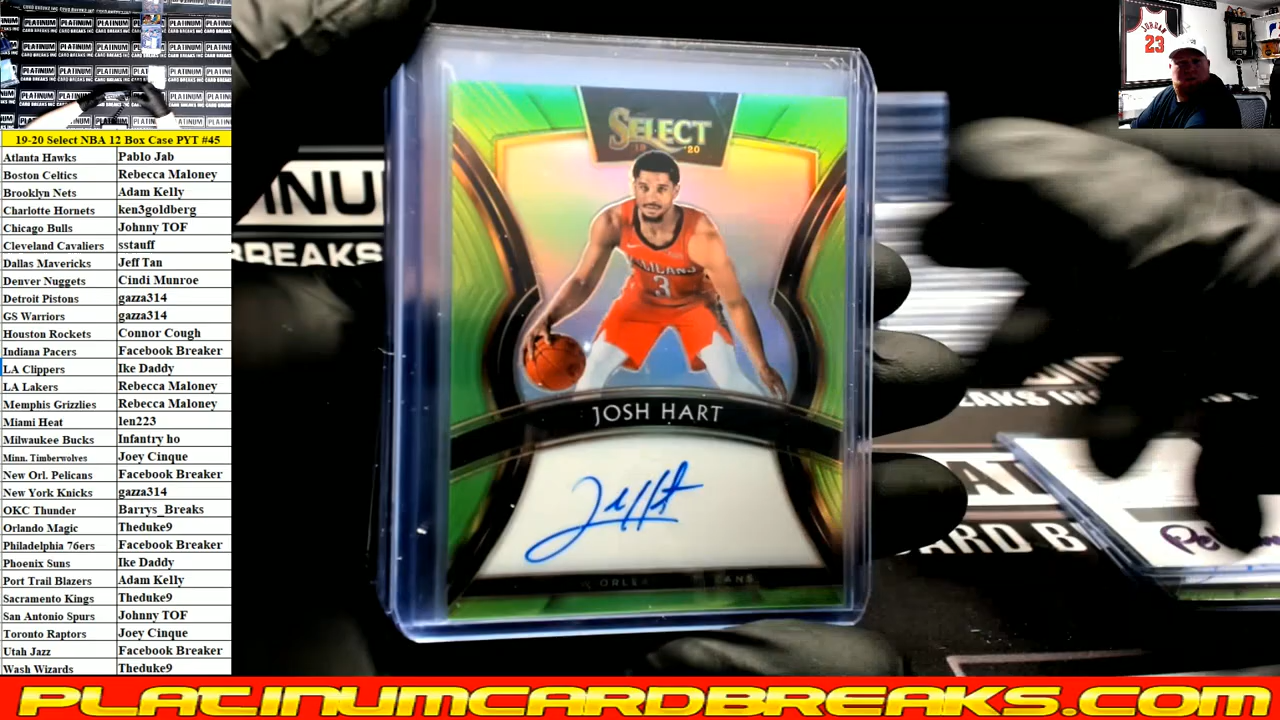 19-20 Select NBA 12 Box Case PYT #45
Atlanta Hawks Pablo Jab
Boston Celtics Rebecca Maloney
Brooklyn Nets Adam Kelly
Charlotte Hornets ken3goldberg
Chicago Bulls Johnny TOF
Cleveland Cavaliers sstauff
Dallas Mavericks Jeff Tan
Denver Nuggets Cindi Munroe
Detroit Pistons gazza314
GS Warriors gazza314
Houston Rockets Connor Cough
Indiana Pacers Facebook Breaker
LA Clippers Ike Daddy
LA Lakers Rebecca Maloney
Memphis Grizzlies Rebecca Maloney
Miami Heat len223
Milwaukee Bucks Infantry ho
Minn. Timberwolves Joey Cinque
New Orl. Pelicans Facebook Breaker
New York Knicks gazza314
OKC Thunder Barrys_Breaks
Orlando Magic Theduke9
Philadelphia 76ers Facebook Breaker
Phoenix Suns Ike Daddy
Port Trail Blazers Adam Kelly
Sacramento Kings Theduke9
San Antonio Spurs Johnny TOF
Toronto Raptors Joey Cinque
Utah Jazz Facebook Breaker
Wash Wizards Theduke9
SELECT
19 20
PELICANS
3
JOSH HART
JORDAN
23
PLATINUMCARDBREAKS.COM